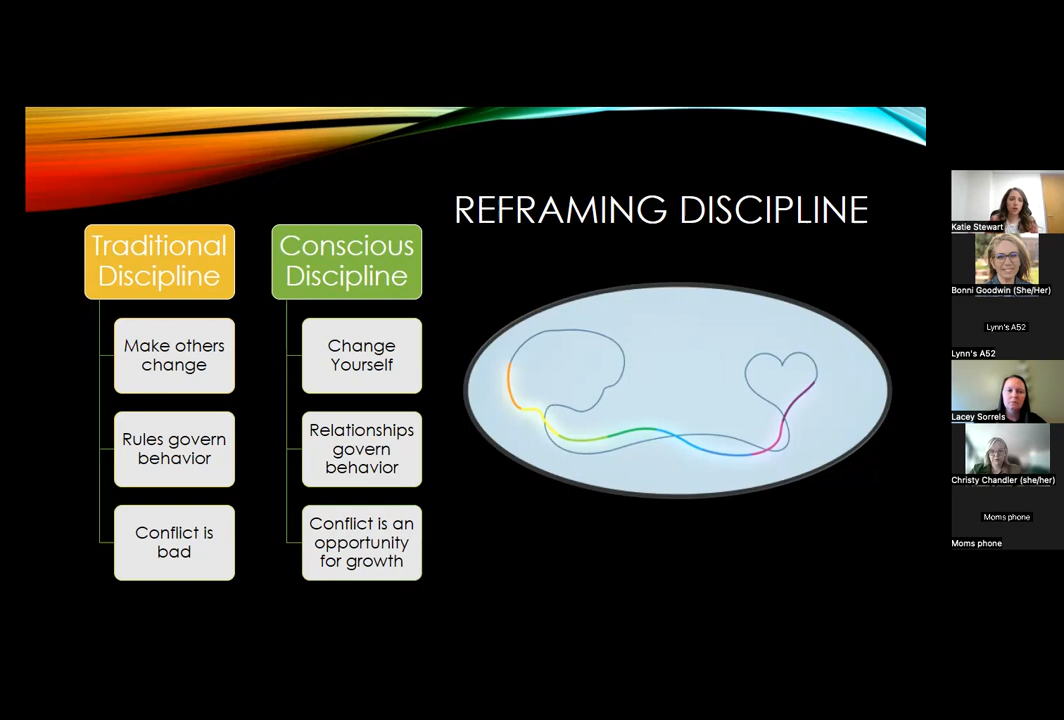 REFRAMING DISCIPLINE
Traditional
Discipline
Make others
change
Rules govern
behavior
Conflict is
bad
Conscious
Discipline
Change
Yourself
Relationships
govern
behavior
Conflict is an
opportunity
for growth
Katie Stewart
Bonni Goodwin (She/Her)
Lynn's A52
Lynn's A52
Lacey Sorrels
Christy Chandler (she/her)
Moms phone
Moms phone